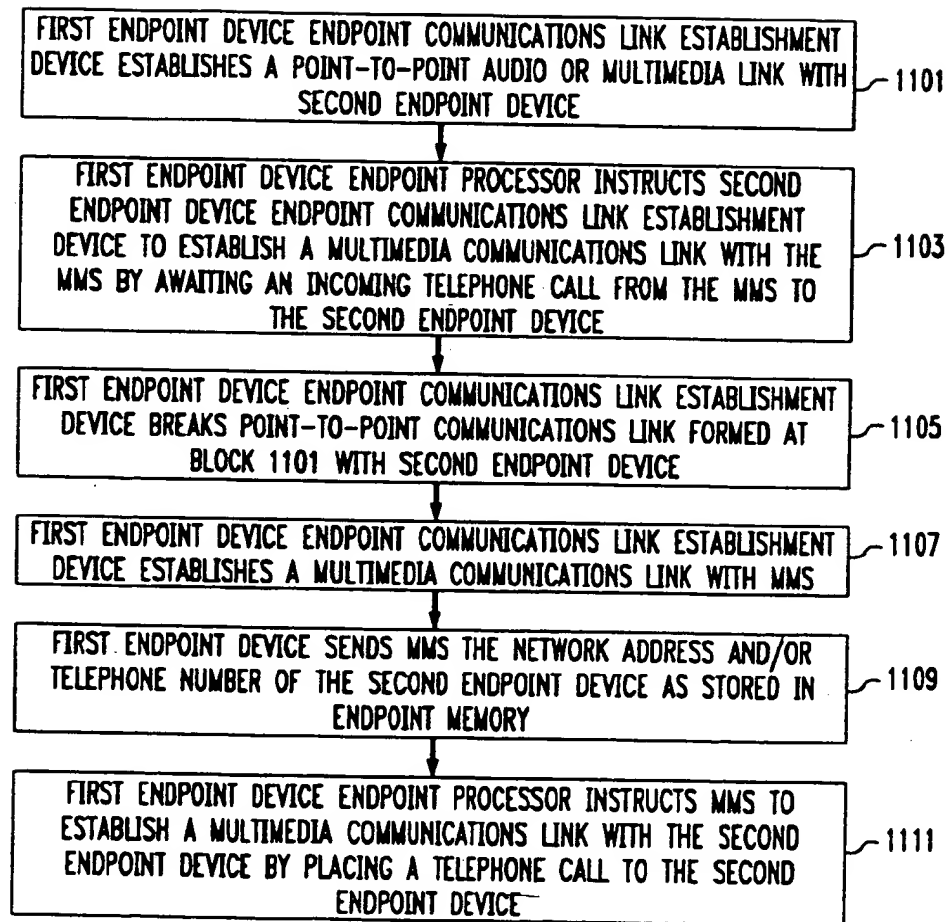 FIRST ENDPOINT DEVICE ENDPOINT COMMUNICATIONS LINK ESTABLISHMENT
DEVICE ESTABLISHES A POINT-TO-POINT AUDIO OR MULTIMEDIA LINK WITH
SECOND ENDPOINT DEVICE
1101
FIRST ENDPOINT DEVICE ENDPOINT PROCESSOR INSTRUCTS SECOND
ENDPOINT DEVICE ENDPOINT COMMUNICATIONS LINK ESTABLISHMENT
DEVICE TO ESTABLISH A MULTIMEDIA COMMUNICATIONS LINK WITH THE
MMS BY AWAITING AN INCOMING TELEPHONE CALL FROM THE MMS TO
THE SECOND ENDPOINT DEVICE
1103
FIRST ENDPOINT DEVICE ENDPOINT COMMUNICATIONS LINK ESTABLISHMENT
DEVICE BREAKS POINT-TO-POINT COMMUNICATIONS LINK FORMED AT
BLOCK 1101 WITH SECOND ENDPOINT DEVICE
1105
FIRST ENDPOINT DEVICE ENDPOINT COMMUNICATIONS LINK ESTABLISHMENT
DEVICE ESTABLISHES A MULTIMEDIA COMMUNICATIONS LINK WITH MMS
1107
FIRST ENDPOINT DEVICE SENDS MMS THE NETWORK ADDRESS AND/OR
TELEPHONE NUMBER OF THE SECOND ENDPOINT DEVICE AS STORED IN
ENDPOINT MEMORY
1109
FIRST ENDPOINT DEVICE ENDPOINT PROCESSOR INSTRUCTS MMS TO
ESTABLISH A MULTIMEDIA COMMUNICATIONS LINK WITH THE SECOND
ENDPOINT DEVICE BY PLACING A TELEPHONE CALL TO THE SECOND
ENDPOINT DEVICE
1111